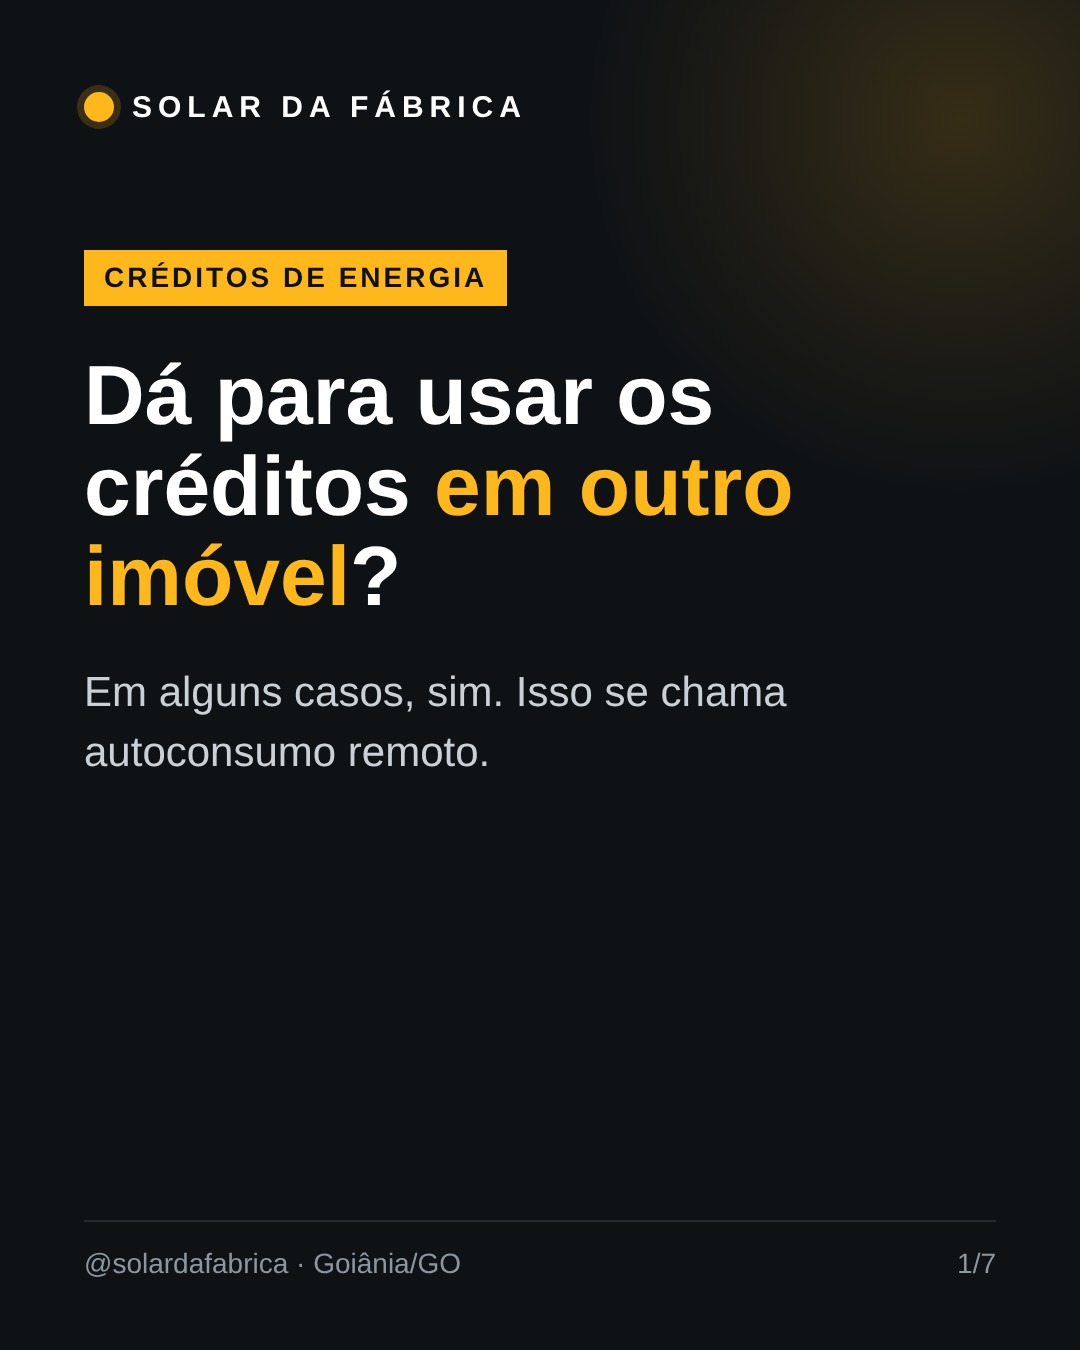 SOLAR DA FÁBRICA
CRÉDITOS DE ENERGIA
Dá para usar os
créditos em outro
imóvel?
Em alguns casos, sim. Isso se chama
autoconsumo remoto.
@solardafabrica · Goiânia/GO
1/7